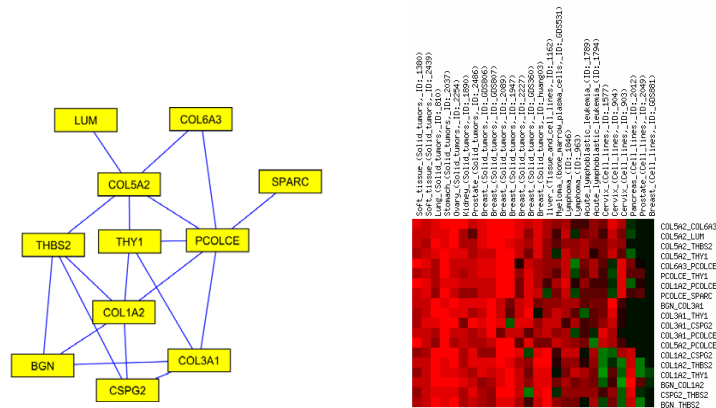 LUM
COL6A3
COL5A2
SPARC
THBS2
THY1
PCOLCE
COL1A2
BGN
COL3A1
CSPG2
Soft_tissue_(Solid_tumors,_ID:_1380)
Soft_tissue_(Solid_tumors,_ID:_2439)
Lung_(Solid_tumors,_ID:_810)
Stomach_(Solid_tumors,_ID:_2037)
Ovary_(Solid_tumors,_ID:_2254)
Kidney_(Solid_tumors,_ID:_1890)
Prostate_(Solid_tumors,_ID:_2486)
Breast_(Solid_tumors,_ID:_GDS806)
Breast_(Solid_tumors,_ID:_GDS807)
Breast_(Solid_tumors,_ID:_2089)
Breast_(Solid_tumors,_ID:_1947)
Breast_(Solid_tumors,_ID:_2227)
Breast_(Solid_tumors,_ID:_GDS360)
Breast_(Solid_tumors,_ID:_huang03)
liver_(Tissue_and_cell_lines,_ID:_1162)
Myeloma_(bone_marrow_plasma_cells,_ID:_GDS531)
Lymphoma_(ID:_1846)
Lymphoma_(ID:_963)
Acute_lymphoblastic_leukemia_(ID:_1789)
Acute_lymphoblastic_leukemia_(ID:_1794)
Cervix_(Cell_lines,_ID:_1577)
Cervix_(Cell_lines,_ID:_904)
Cervix_(Cell_lines,_ID:_903)
Pancreas_(Cell_lines,_ID:_2012)
Prostate_(Cell_lines,_ID:_2049)
Breast_(Cell_lines,_ID:_GDS881)
COL5A2_COL6A3
COL5A2_LUM
COL5A2_THBS2
COL5A2_THY1
COL6A3_PCOLCE
PCOLCE_THY1
COL1A2_PCOLCE
PCOLCE_SPARC
BGN_COL3A1
COL3A1_THY1
COL3A1_CSPG2
COL3A1_PCOLCE
COL5A2_PCOLCE
COL1A2_CSPG2
COL1A2_THBS2
COL1A2_THY1
BGN_COL1A2
CSPG2_THBS2
BGN_THBS2